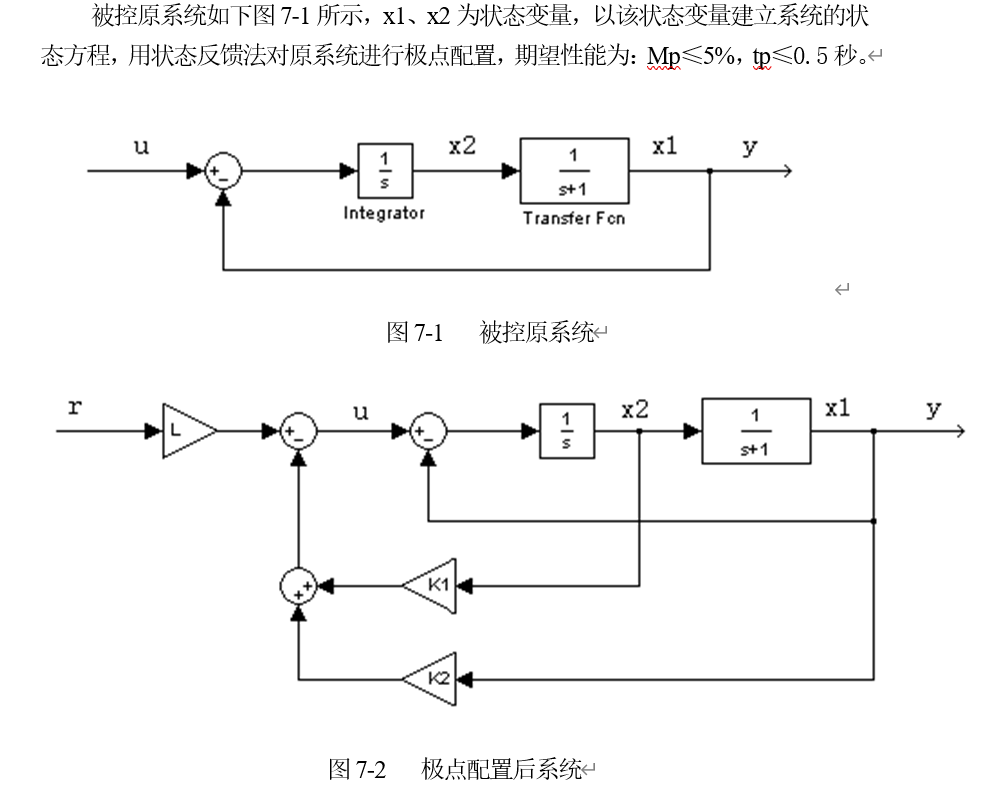 被控原系统如下图 7-1 所示，x1、x2 为状态变量，以该状态变量建立系统的状
态方程，用状态反馈法对原系统进行极点配置，期望性能为：Mp≤5%，tp≤0.5 秒。↵
u
+
-
1
s
Integrator
x2
1
s+1
Transfer Fcn
x1
y
↵
图 7-1 被控原系统↵
r
L
+
-
u
+
-
1
s
x2
1
s+1
x1
y
+
+
K1
K2
图 7-2 极点配置后系统↵